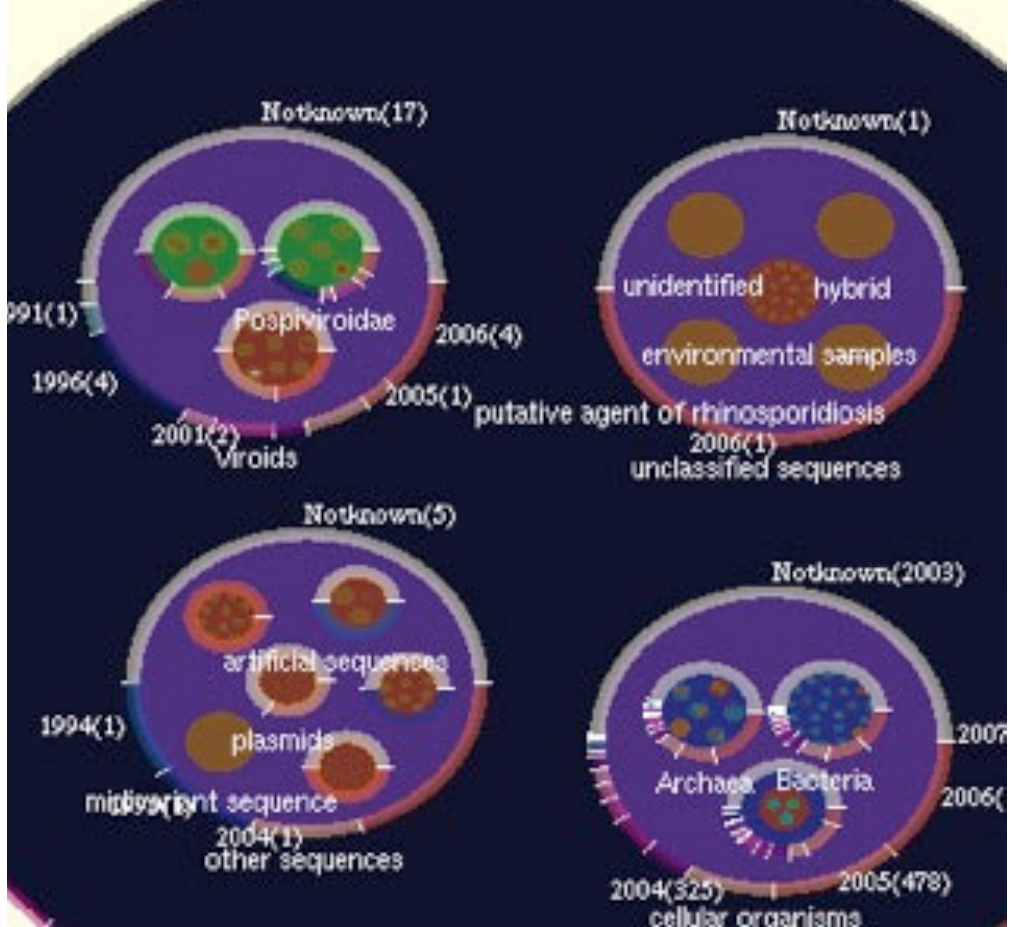 Notknown(17)
991(1)
1996(4)
2001(2)
Viroids
Pospiviroidae
2006(4)
2005(1)
Notknown(1)
unidentified
hybrid
environmental samples
putative agent of rhinosporidiosis
2006(1)
unclassified sequences
Notknown(5)
artificial sequences
1994(1)
plasmids
sequence
2004(1)
other sequences
Notknown(2003)
2007
Archaea
Bacteria
2006(
2004(325)
2005(478)
cellular organisms